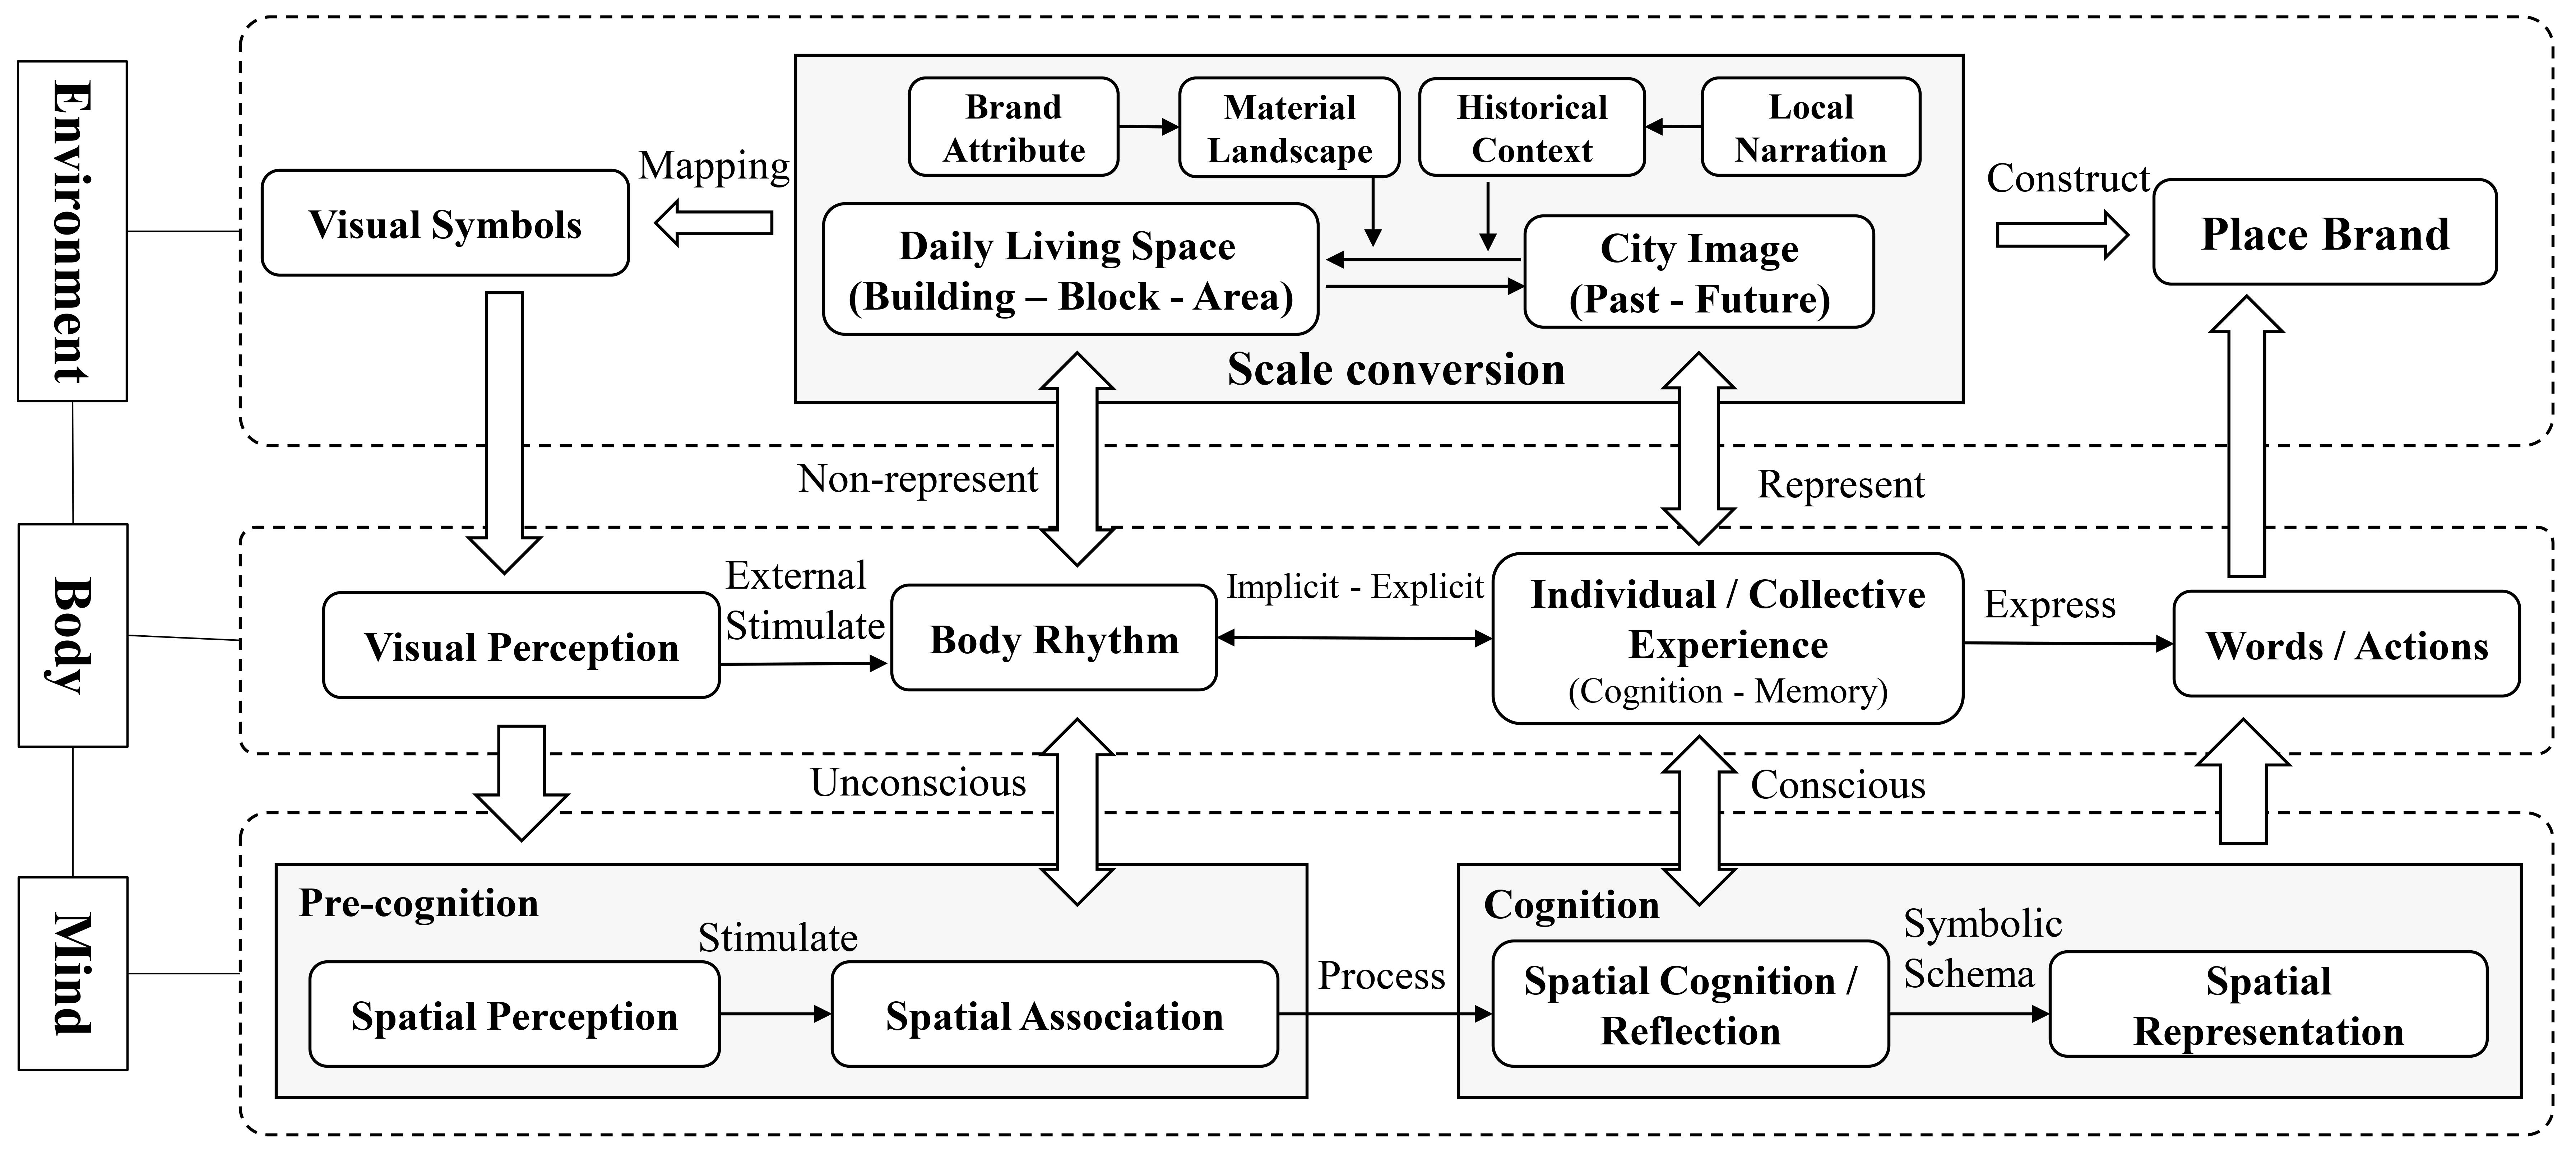 Environment
Brand
Attribute
Material
Landscape
Historical
Context
Local
Narration
Mapping
Construct
Visual Symbols
Daily Living Space
(Building – Block - Area)
City Image
(Past - Future)
Place Brand
Scale conversion
Non-represent
Represent
Body
External
Stimulate
Implicit - Explicit
Visual Perception
Body Rhythm
Individual / Collective
Experience
(Cognition - Memory)
Express
Words / Actions
Unconscious
Conscious
Mind
Pre-cognition
Stimulate
Spatial Perception
Spatial Association
Process
Cognition
Spatial Cognition /
Reflection
Symbolic
Schema
Spatial
Representation